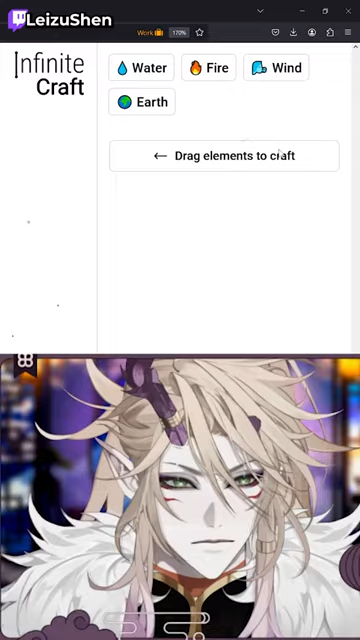 LeizuShen
Work
170%
Infinite
Craft
Water
Fire
Wind
Earth
← Drag elements to craft